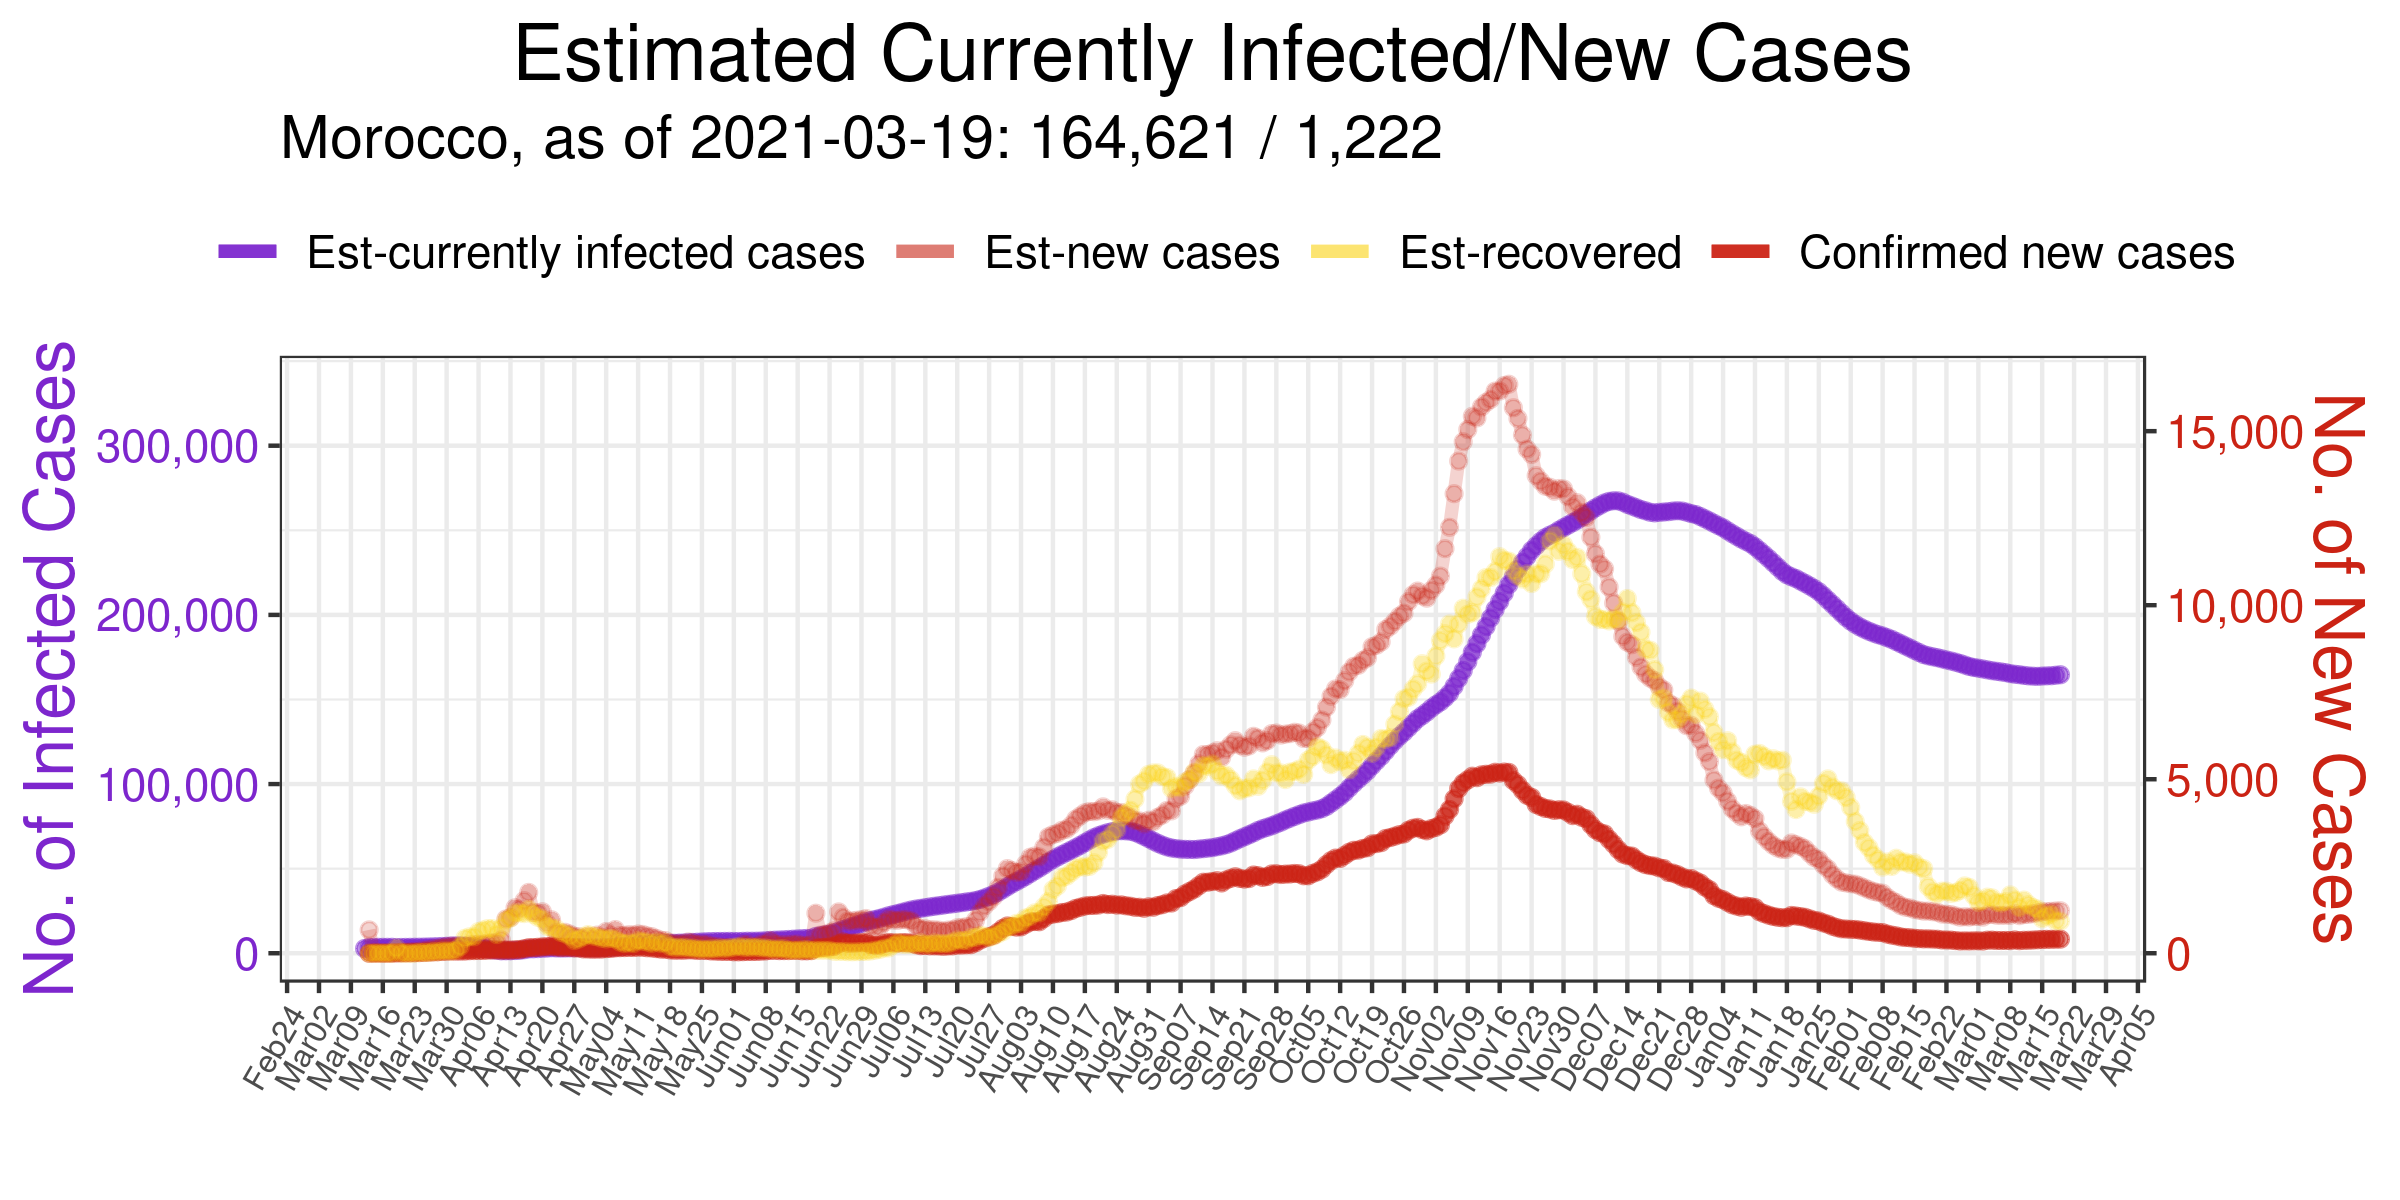 Estimated Currently Infected/New Cases
Morocco, as of 2021-03-19: 164,621 / 1,222
Est-currently infected cases Est-new cases Est-recovered Confirmed new cases
No. of Infected Cases
300,000
200,000
100,000
0
15,000
10,000
5,000
0
No. of New Cases
Feb24 Mar02 Mar09 Mar16 Mar23 Mar30 Apr06 Apr13 Apr20 Apr27 May04 May11 May18 May25 Jun01 Jun08 Jun15 Jun22 Jun29 Jul06 Jul13 Jul20 Jul27 Aug03 Aug10 Aug17 Aug24 Aug31 Sep07 Sep14 Sep21 Sep28 Oct05 Oct12 Oct19 Oct26 Nov02 Nov09 Nov16 Nov23 Nov30 Dec07 Dec14 Dec21 Dec28 Jan04 Jan11 Jan18 Jan25 Feb01 Feb08 Feb15 Feb22 Mar01 Mar08 Mar15 Mar22 Mar29 Apr05